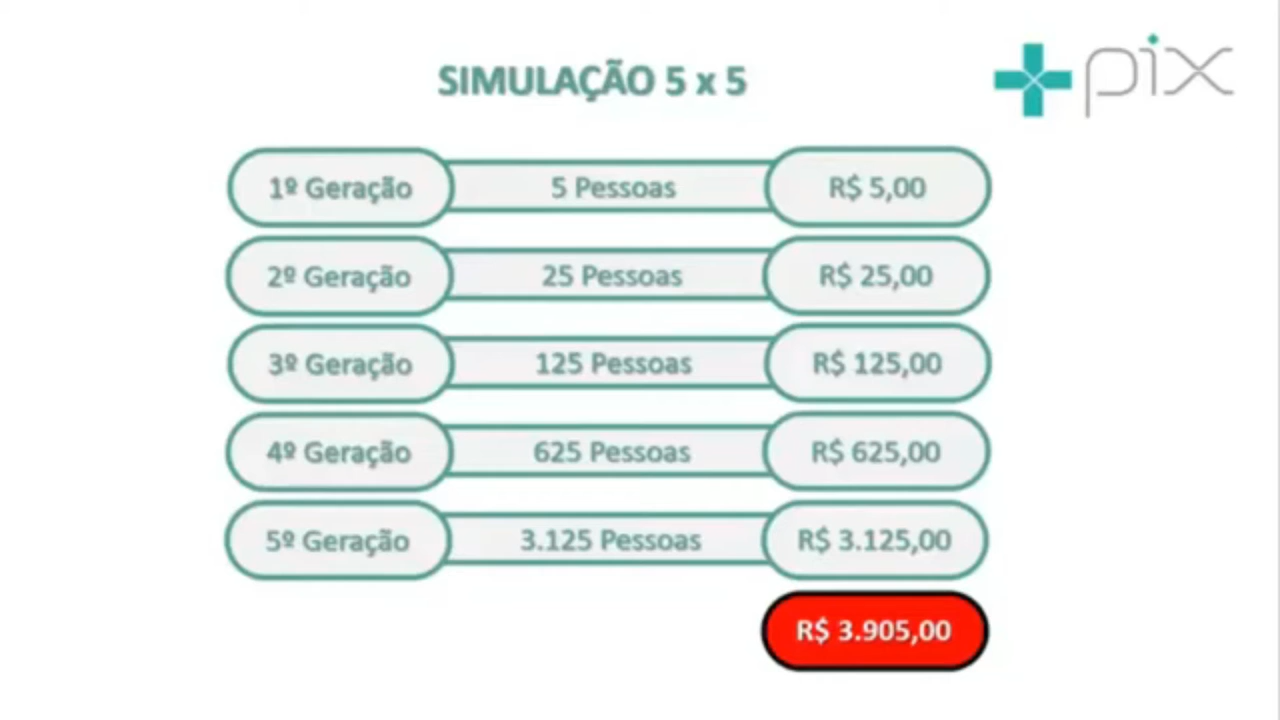 SIMULAÇÃO 5 x 5
pix
1º Geração 5 Pessoas R$ 5,00
2º Geração 25 Pessoas R$ 25,00
3º Geração 125 Pessoas R$ 125,00
4º Geração 625 Pessoas R$ 625,00
5º Geração 3.125 Pessoas R$ 3.125,00
R$ 3.905,00